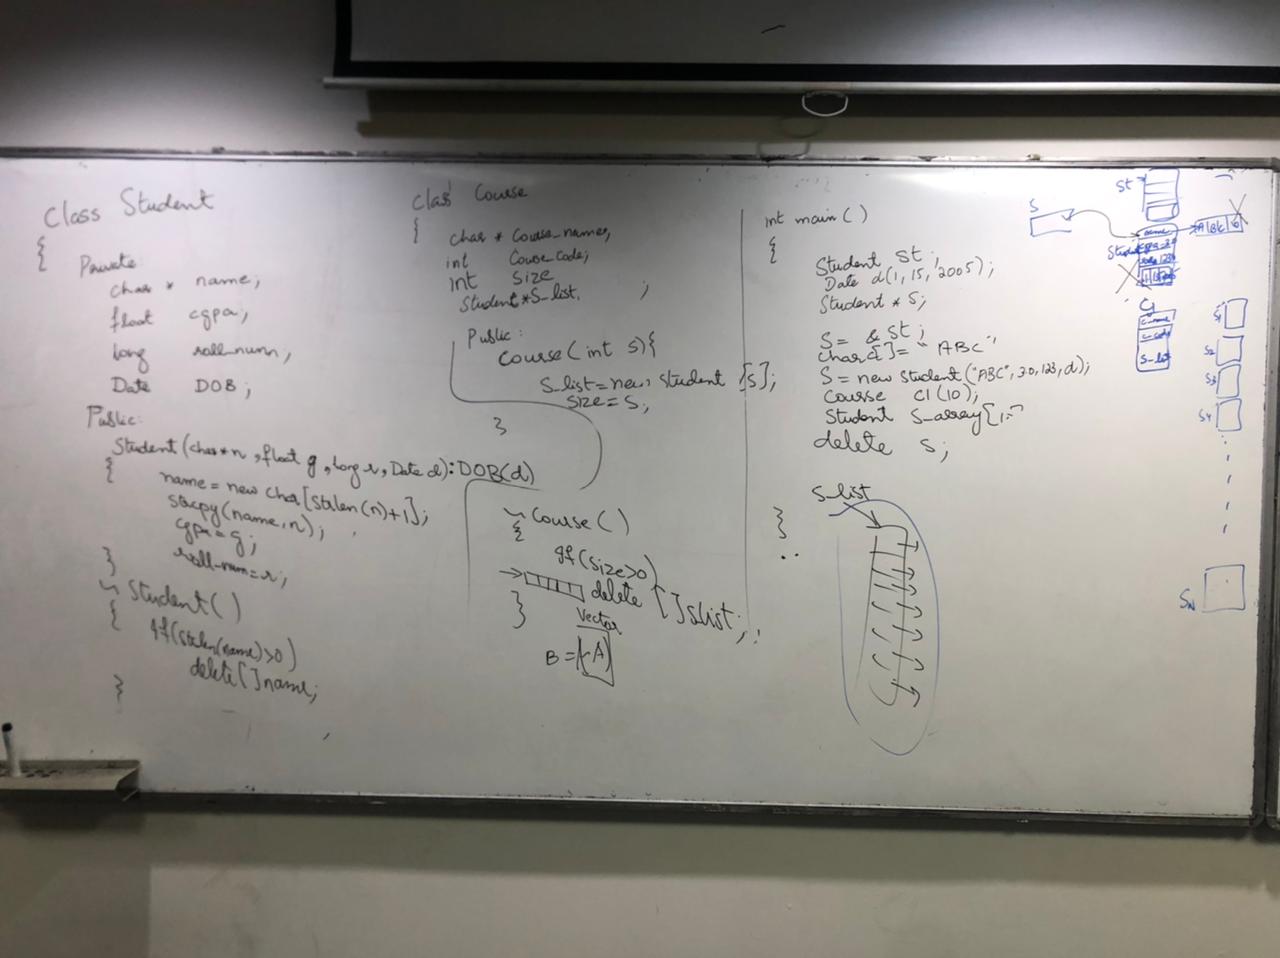 Class Student
{
Private:
char * name;
float cgpa;
long roll_num;
Date DOB;
Public:
Student(char*n, float g, long r, Date d):DOB(d)
{
name=new char[strlen(n)+1];
strcpy(name,n);
cgpa=g;
roll_num=r;
}
~Student()
{
if(strlen(name)>0)
delete[]name;
}
class Course
{
char * Course_name;
int Course_code;
int size
Student*S_list;
Public:
Course(int s){
S_list=new Student[s];
size=s;
}
~Course()
{
if(size>0)
delete []Slist;
}
Vector
B=(-A)
int main()
{
Student St;
Date d(1,15,2005);
Student * S;
S= & St;
char []= "ABC",
S=new Student("ABC",3.0,123,d);
Course C1(10);
Student S_array[
delete S;
}
S_list
S
St
Student
name
A B C \0
C1
c_name
c_code
S_list
S1
S2
S3
S4
SN